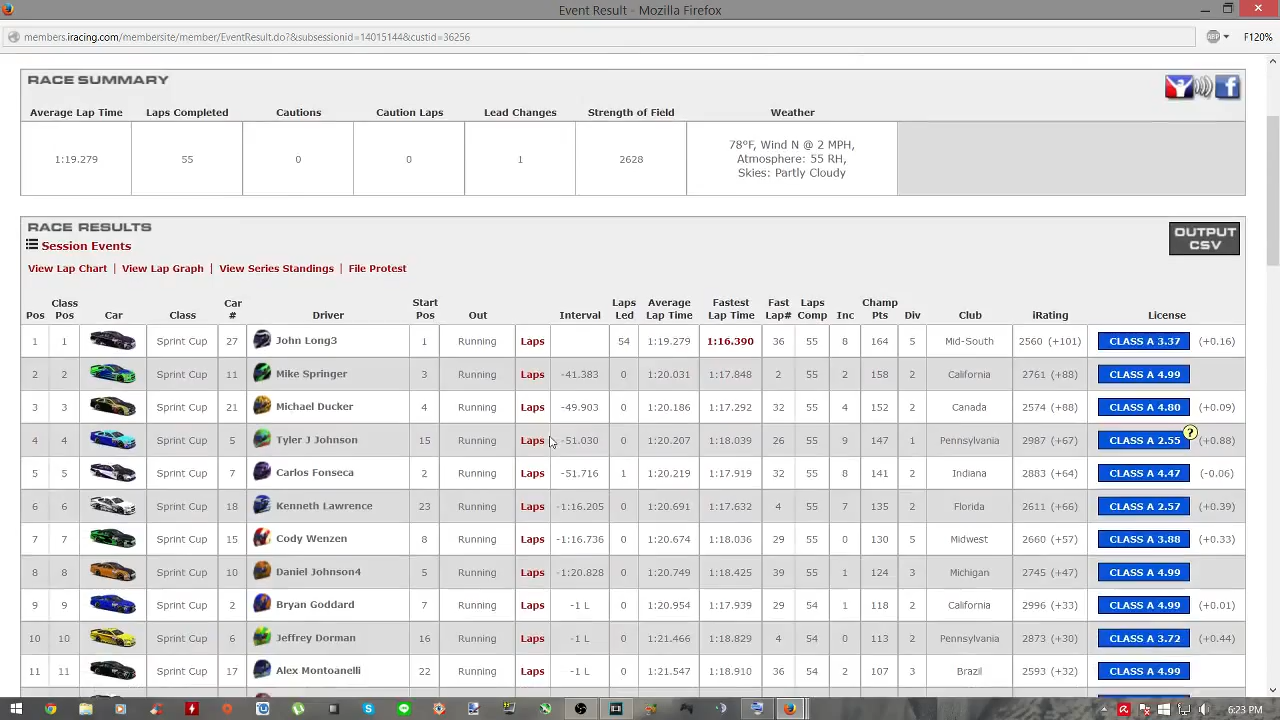 Event Result - Mozilla Firefox
members.iracing.com/membersite/member/EventResult.do?&subsessionid=14015144&custid=36256
ABP
F120%
RACE SUMMARY
Average Lap Time Laps Completed Cautions Caution Laps Lead Changes Strength of Field Weather
1:19.279 55 0 0 1 2628 78°F, Wind N @ 2 MPH,
Atmosphere: 55 RH,
Skies: Partly Cloudy
RACE RESULTS
OUTPUT CSV
Session Events
View Lap Chart | View Lap Graph | View Series Standings | File Protest
Pos Class Pos Car Class Car # Driver Start Pos Out Interval Laps Led Average Lap Time Fastest Lap Time Fast Lap# Laps Comp Inc Champ Pts Div Club iRating License
1 1 Sprint Cup 27 John Long3 1 Running Laps 54 1:19.279 1:16.390 36 55 8 164 5 Mid-South 2560 (+101) CLASS A 3.37 (+0.16)
2 2 Sprint Cup 11 Mike Springer 3 Running Laps -41.383 0 1:20.031 1:17.848 2 55 2 158 2 California 2761 (+88) CLASS A 4.99
3 3 Sprint Cup 21 Michael Ducker 4 Running Laps -49.903 0 1:20.186 1:17.292 32 55 4 152 2 Canada 2574 (+88) CLASS A 4.80 (+0.09)
4 4 Sprint Cup 5 Tyler J Johnson 15 Running Laps -51.030 0 1:20.207 1:18.039 26 55 9 147 1 Pennsylvania 2987 (+67) CLASS A 2.55 ? (+0.88)
5 5 Sprint Cup 7 Carlos Fonseca 2 Running Laps -51.716 1 1:20.219 1:17.919 32 55 8 141 2 Indiana 2883 (+64) CLASS A 4.47 (-0.06)
6 6 Sprint Cup 18 Kenneth Lawrence 23 Running Laps -1:16.205 0 1:20.691 1:17.632 4 55 7 135 2 Florida 2611 (+66) CLASS A 2.57 (+0.39)
7 7 Sprint Cup 15 Cody Wenzen 8 Running Laps -1:16.736 0 1:20.674 1:18.036 29 55 0 130 5 Midwest 2660 (+57) CLASS A 3.88 (+0.33)
8 8 Sprint Cup 10 Daniel Johnson4 5 Running Laps -1:20.828 0 1:20.749 1:18.425 39 55 1 124 3 Michigan 2745 (+47) CLASS A 4.99
9 9 Sprint Cup 2 Bryan Goddard 7 Running Laps -1 L 0 1:20.954 1:17.939 29 54 1 118 2 California 2996 (+33) CLASS A 4.99 (+0.01)
10 10 Sprint Cup 6 Jeffrey Dorman 16 Running Laps -1 L 0 1:21.466 1:18.829 4 54 0 113 2 Pennsylvania 2873 (+30) CLASS A 3.72 (+0.44)
11 11 Sprint Cup 17 Alex Montoanelli 22 Running Laps -1 L 0 1:21.547 1:18.910 36 54 2 107 3 Brazil 2593 (+32) CLASS A 4.99
6:23 PM